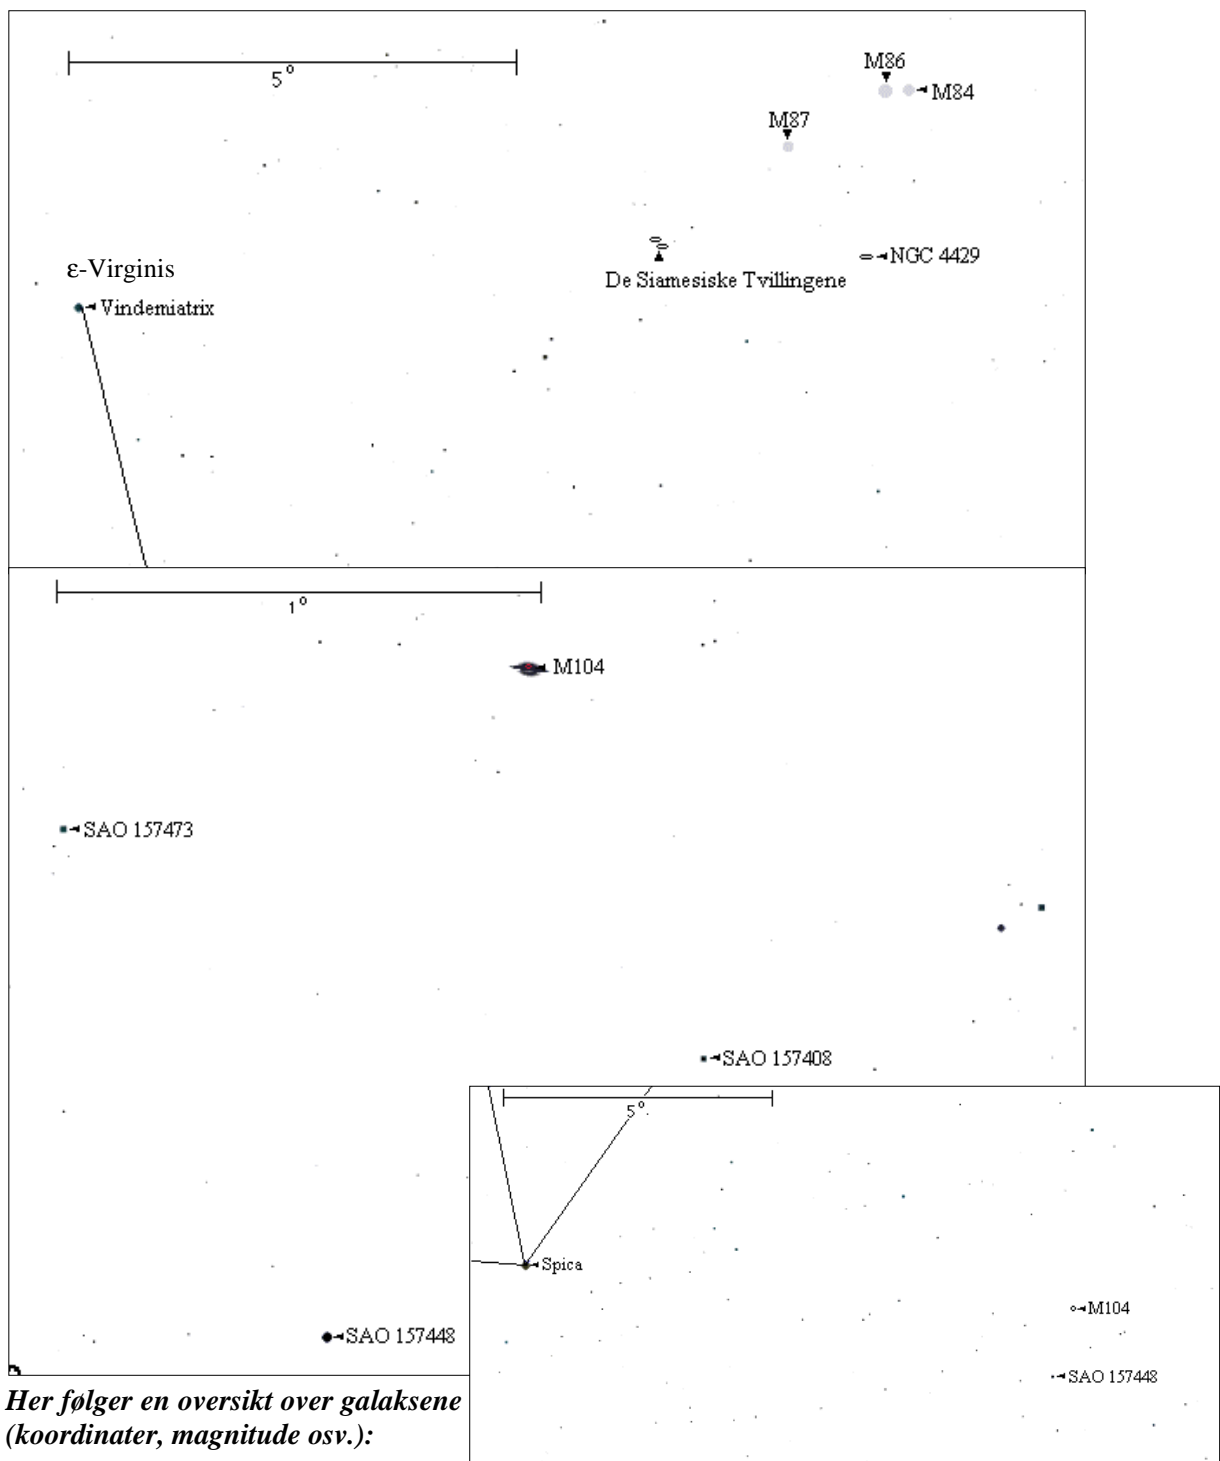 5°
M86
M84
M87
NGC 4429
De Siamesiske Tvillingene
ε-Virginis
Vindemiatrix
1°
M104
SAO 157473
SAO 157408
5°
Spica
M104
SAO 157448
SAO 157448
Her følger en oversikt over galaksene
(koordinater, magnitude osv.):